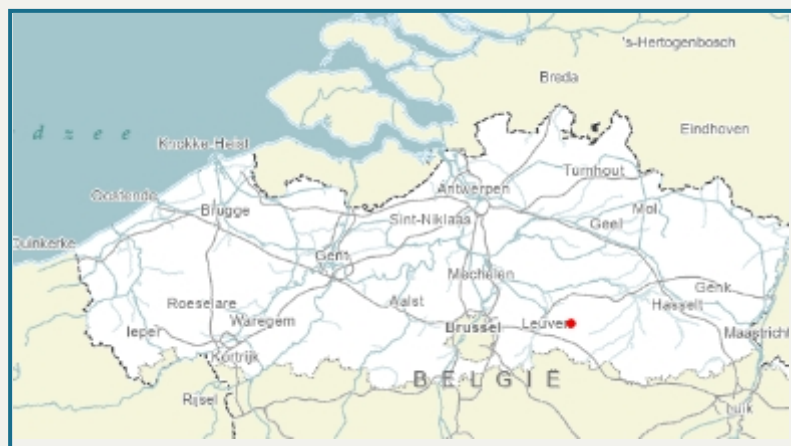 's-Hertogenbosch
Breda
d z e e
Eindhoven
Knokke-Heist
Turnhout
Oostende
Antwerpen
Brugge
Mol
Sint-Niklaas
Geel
Duinkerke
Gent
Mechelen
Genk
Roeselare
Aalst
Hasselt
Ieper
Waregem
Brussel
Leuven
Maastricht
Kortrijk
BELGIË
Rijsel
Luik